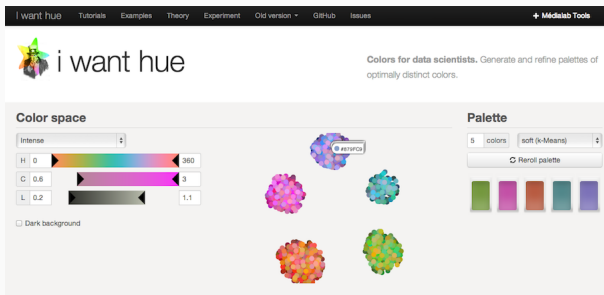 i want hue Tutorials Examples Theory Experiment Old version GitHub Issues + Médialab Tools
i want hue
Colors for data scientists. Generate and refine palettes of
optimally distinct colors.
Color space
Intense
H 0 360
C 0.6 3
L 0.2 1.1
Dark background
#879FC9
Palette
5 colors soft (k-Means)
Reroll palette